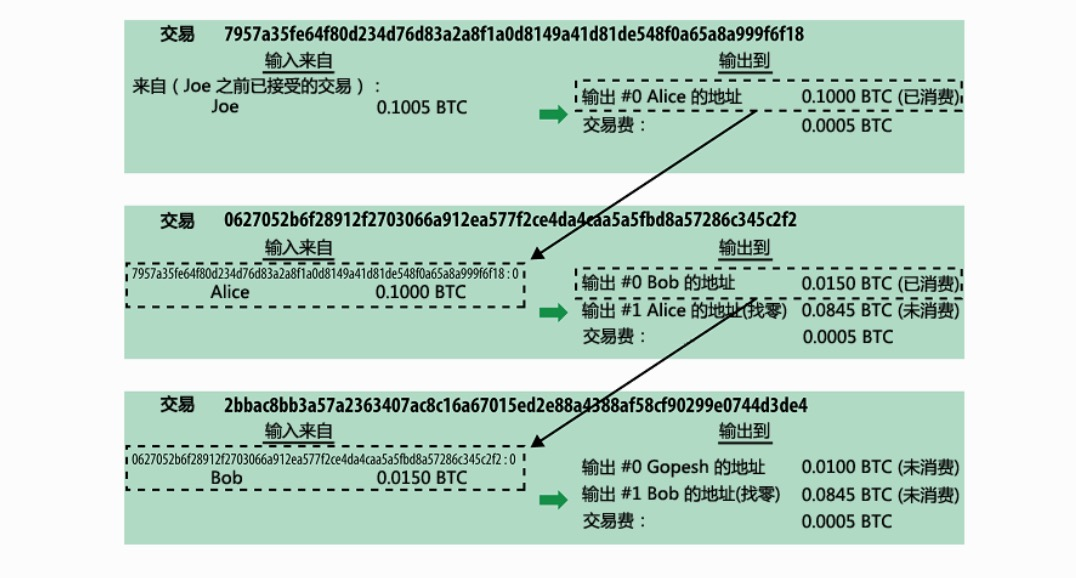 交易 7957a35fe64f80d234d76d83a2a8f1a0d8149a41d81de548f0a65a8a999f6f18
输入来自 输出到
来自（Joe 之前已接受的交易）: 输出 #0 Alice 的地址 0.1000 BTC (已消费)
Joe 0.1005 BTC
交易费： 0.0005 BTC
交易 0627052b6f28912f2703066a912ea577f2ce4da4caa5a5fbd8a57286c345c2f2
输入来自 输出到
7957a35fe64f80d234d76d83a2a8f1a0d8149a41d81de548f0a65a8a999f6f18 : 0 输出 #0 Bob 的地址 0.0150 BTC (已消费)
Alice 0.1000 BTC
输出 #1 Alice 的地址(找零) 0.0845 BTC (未消费)
交易费： 0.0005 BTC
交易 2bbac8bb3a57a2363407ac8c16a67015ed2e88a4388af58cf90299e0744d3de4
输入来自 输出到
0627052b6f28912f2703066a912ea577f2ce4da4caa5a5fbd8a57286c345c2f2 : 0 输出 #0 Gopesh 的地址 0.0100 BTC (未消费)
Bob 0.0150 BTC
输出 #1 Bob 的地址(找零) 0.0845 BTC (未消费)
交易费： 0.0005 BTC